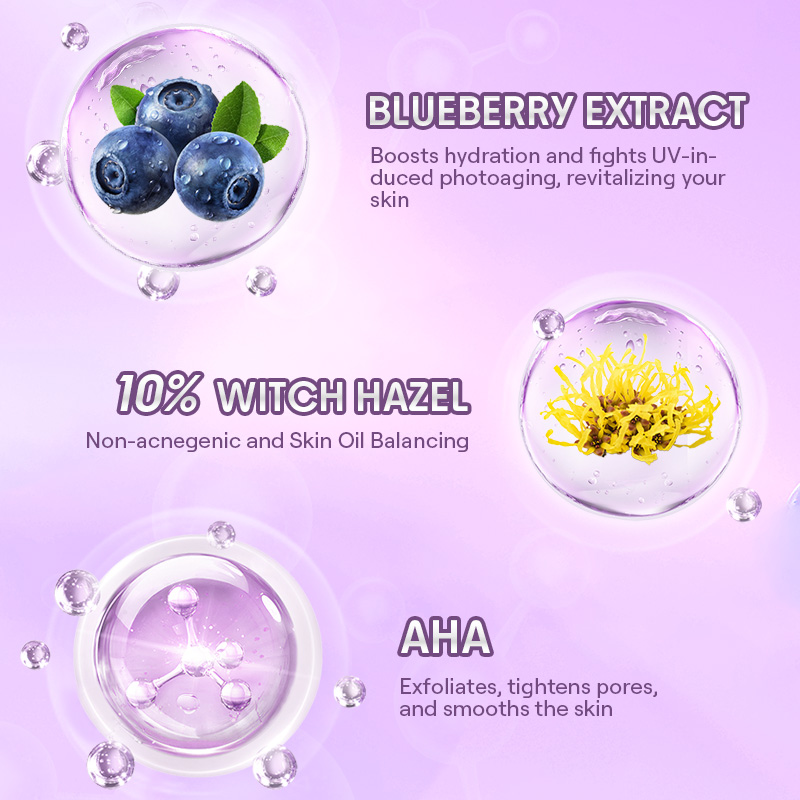 BLUEBERRY EXTRACT
Boosts hydration and fights UV-in-
duced photoaging, revitalizing your
skin
10% WITCH HAZEL
Non-acnegenic and Skin Oil Balancing
AHA
Exfoliates, tightens pores,
and smooths the skin